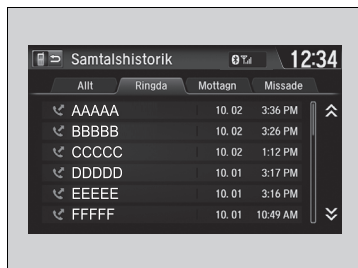 Samtalshistorik 12:34
Allt Ringda Mottagn Missade
AAAAA 10. 02 3:36 PM
BBBBB 10. 02 3:26 PM
CCCCC 10. 02 1:12 PM
DDDDD 10. 01 3:17 PM
EEEEE 10. 01 3:16 PM
FFFFF 10. 01 10:49 AM